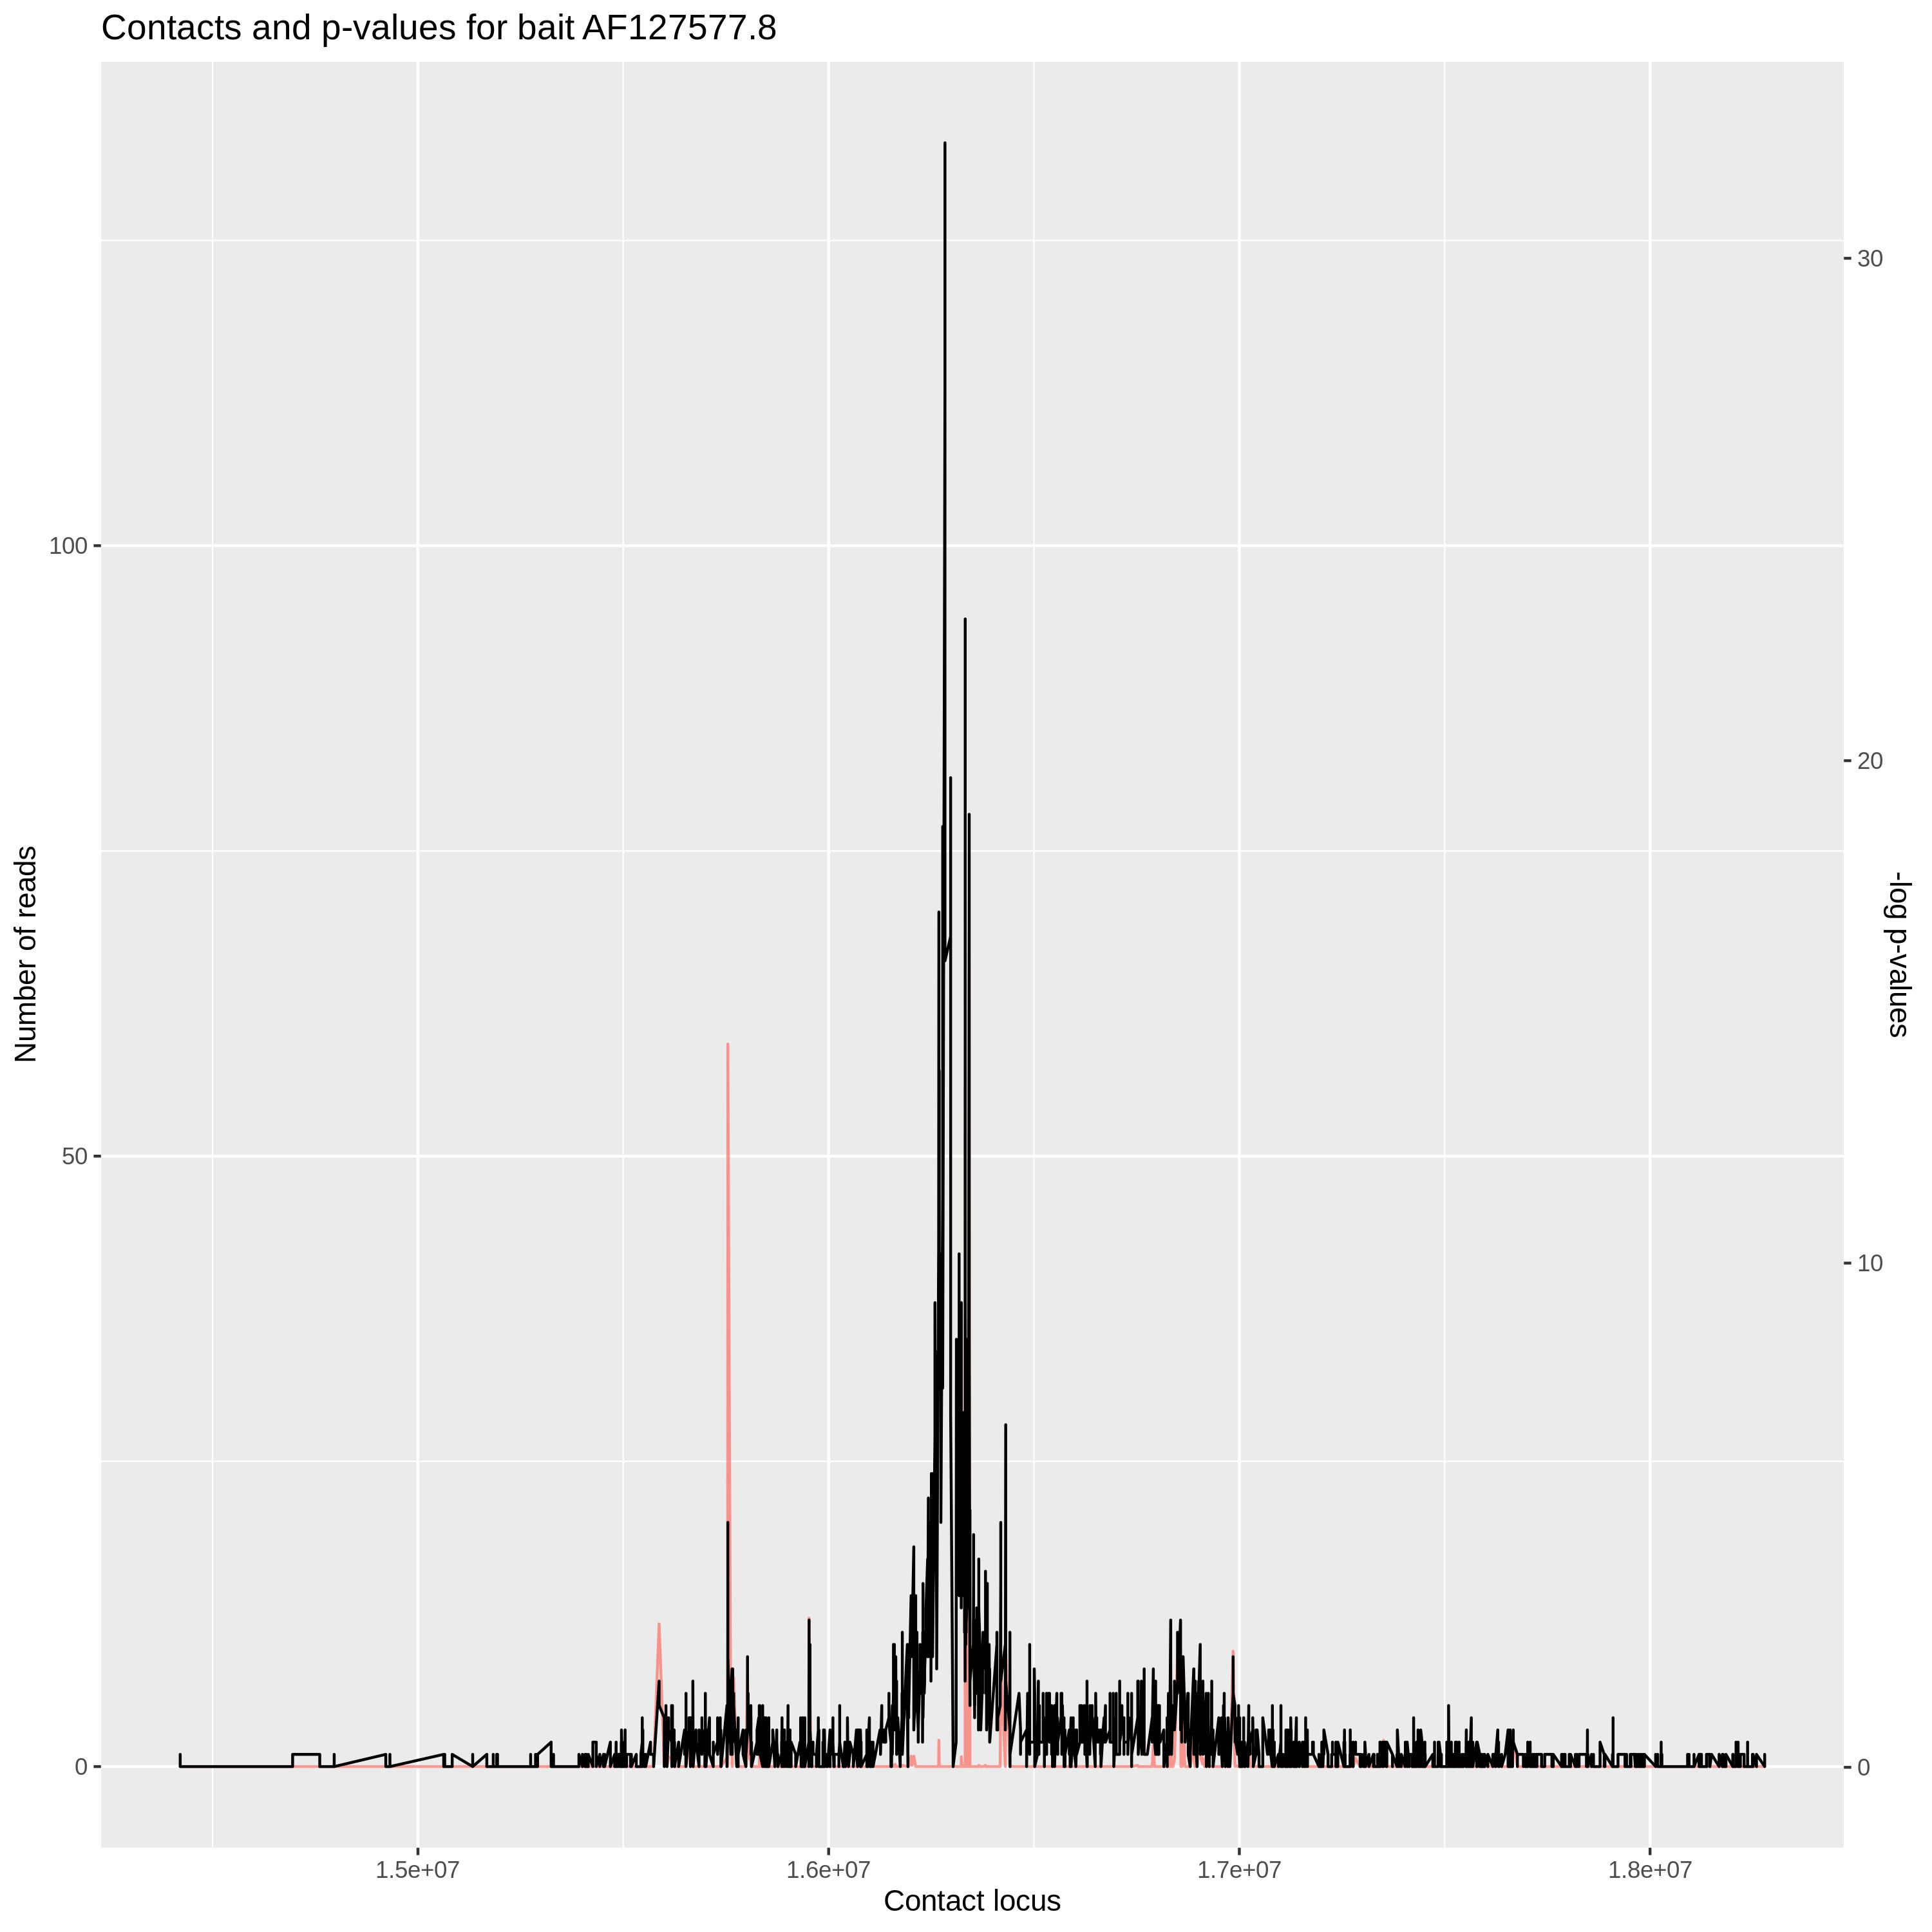 Contacts and p-values for bait AF127577.8
100
50
0
Number of reads
30
20
10
0
-log p-values
1.5e+07
1.6e+07
1.7e+07
1.8e+07
Contact locus